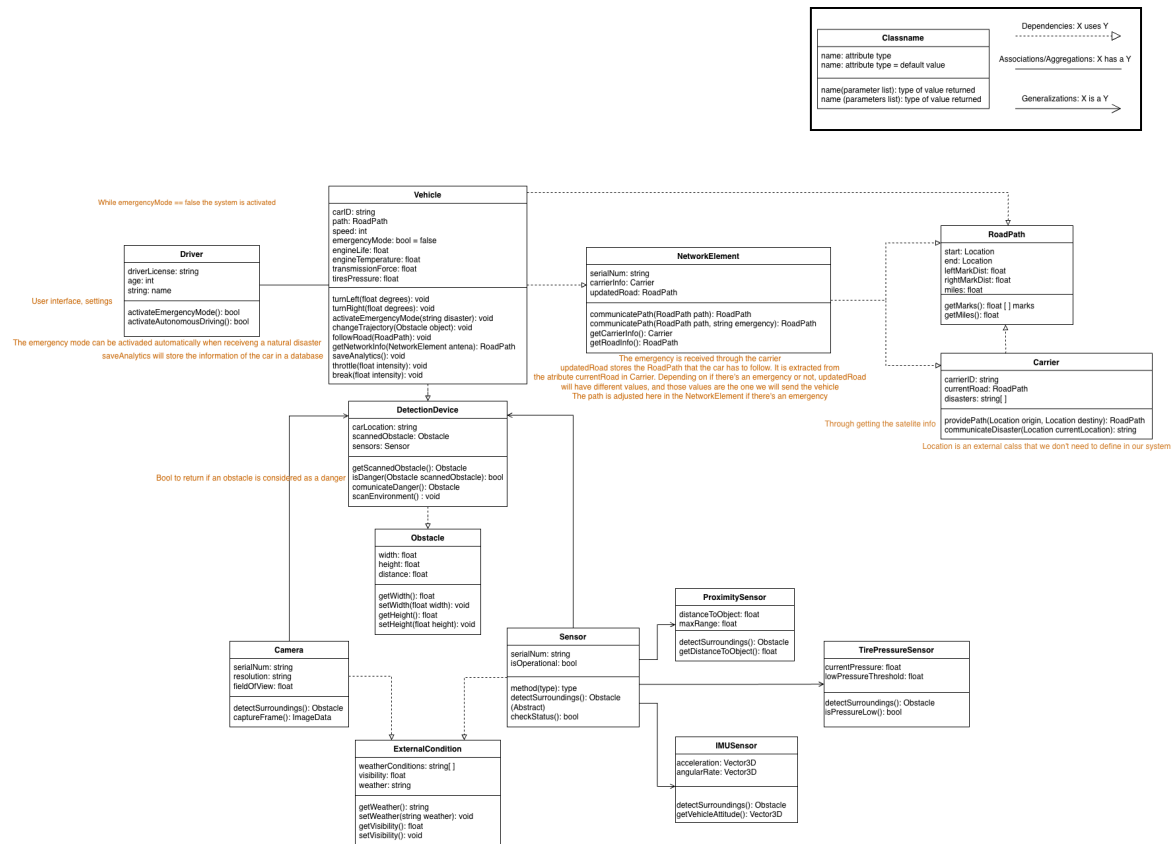 Dependencies: X uses Y
Classname
name: attribute type
name: attribute type = default value
Associations/Aggregations: X has a Y
name(parameter list): type of value returned
name (parameters list): type of value returned
Generalizations: X is a Y
While emergencyMode == false the system is activated
Vehicle
carID: string
path: RoadPath
speed: int
emergencyMode: bool = false
engineLife: float
engineTemperature: float
transmissionForce: float
tiresPressure: float
turnLeft(float degrees): void
turnRight(float degrees): void
activateEmergencyMode(string disaster): void
changeTrajectory(Obstacle object): void
followRoad(RoadPath): void
getNetworkInfo(NetworkElement antena): RoadPath
saveAnalytics(): void
throttle(float intensity): void
break(float intensity): void
Driver
driverLicense: string
age: int
string: name
activateEmergencyMode(): bool
activateAutonomousDriving(): bool
User interface, settings
The emergency mode can be activaded automatically when receiveng a natural disaster
saveAnalytics will store the information of the car in a database
NetworkElement
serialNum: string
carrierInfo: Carrier
updatedRoad: RoadPath
communicatePath(RoadPath path): RoadPath
communicatePath(RoadPath path, string emergency): RoadPath
getCarrierInfo(): Carrier
getRoadInfo(): RoadPath
The emergency is received through the carrier
updatedRoad stores the RoadPath that the car has to follow. It is extracted from
the atribute currentRoad in Carrier. Depending on if there's an emergency or not, updatedRoad
will have different values, and those values are the one we will send the vehicle
The path is adjusted here in the NetworkElement if there's an emergency
RoadPath
start: Location
end: Location
leftMarkDist: float
rightMarkDist: float
miles: float
getMarks(): float [ ] marks
getMiles(): float
Carrier
carrierID: string
currentRoad: RoadPath
disasters: string[ ]
providePath(Location origin, Location destiny): RoadPath
communicateDisaster(Location currentLocation): string
Through getting the satelite info
Location is an external calss that we don't need to define in our system
DetectionDevice
carLocation: string
scannedObstacle: Obstacle
sensors: Sensor
getScannedObstacle(): Obstacle
isDanger(Obstacle scannedObstacle): bool
comunicateDanger(): Obstacle
scanEnvironment() : void
Bool to return if an obstacle is considered as a danger
Obstacle
width: float
height: float
distance: float
getWidth(): float
setWidth(float width): void
getHeight(): float
setHeight(float height): void
Camera
serialNum: string
resolution: string
fieldOfView: float
detectSurroundings(): Obstacle
captureFrame(): ImageData
Sensor
serialNum: string
isOperational: bool
method(type): type
detectSurroundings(): Obstacle
(Abstract)
checkStatus(): bool
ProximitySensor
distanceToObject: float
maxRange: float
detectSurroundings(): Obstacle
getDistanceToObject(): float
TirePressureSensor
currentPressure: float
lowPressureThreshold: float
detectSurroundings(): Obstacle
isPressureLow(): bool
IMUSensor
acceleration: Vector3D
angularRate: Vector3D
detectSurroundings(): Obstacle
getVehicleAttitude(): Vector3D
ExternalCondition
weatherConditions: string[ ]
visibility: float
weather: string
getWeather(): string
setWeather(string weather): void
getVisibility(): float
setVisibility(): void